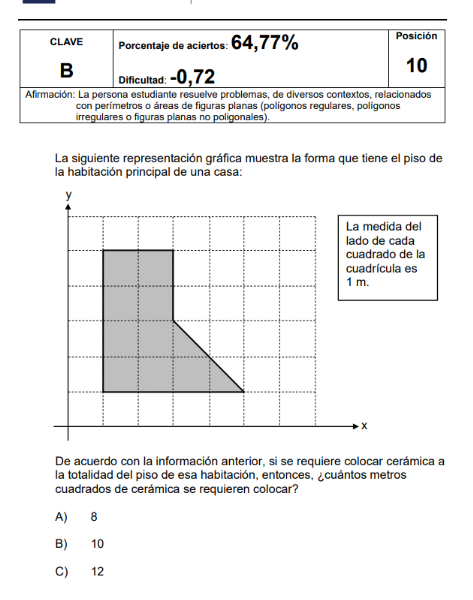 CLAVE
B
Porcentaje de aciertos: 64,77%
Dificultad: -0,72
Posición
10
Afirmación: La persona estudiante resuelve problemas, de diversos contextos, relacionados
con perímetros o áreas de figuras planas (polígonos regulares, polígonos
irregulares o figuras planas no poligonales).
La siguiente representación gráfica muestra la forma que tiene el piso de
la habitación principal de una casa:
y
La medida del
lado de cada
cuadrado de la
cuadrícula es
1 m.
x
De acuerdo con la información anterior, si se requiere colocar cerámica a
la totalidad del piso de esa habitación, entonces, ¿cuántos metros
cuadrados de cerámica se requieren colocar?
A) 8
B) 10
C) 12